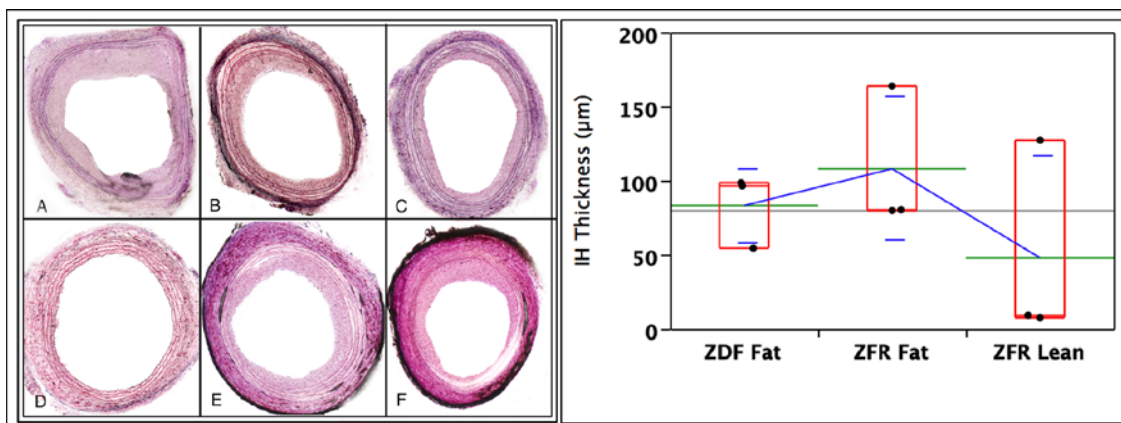 A
B
C
D
E
F
IH Thickness (µm)
200
150
100
50
0
ZDF Fat
ZFR Fat
ZFR Lean